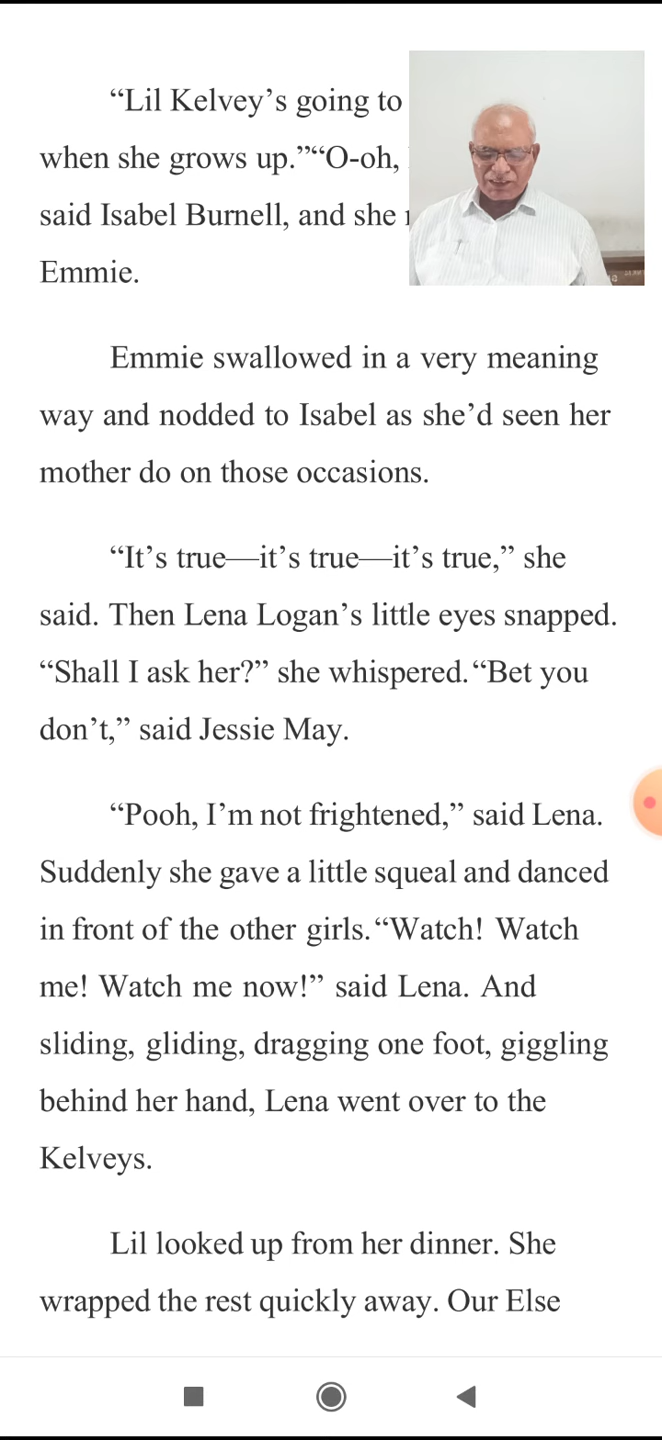 “Lil Kelvey’s going to
when she grows up.”“O-oh,
said Isabel Burnell, and she
Emmie.
Emmie swallowed in a very meaning
way and nodded to Isabel as she’d seen her
mother do on those occasions.
“It’s true—it’s true—it’s true,” she
said. Then Lena Logan’s little eyes snapped.
“Shall I ask her?” she whispered.“Bet you
don’t,” said Jessie May.
“Pooh, I’m not frightened,” said Lena.
Suddenly she gave a little squeal and danced
in front of the other girls.“Watch! Watch
me! Watch me now!” said Lena. And
sliding, gliding, dragging one foot, giggling
behind her hand, Lena went over to the
Kelveys.
Lil looked up from her dinner. She
wrapped the rest quickly away. Our Else